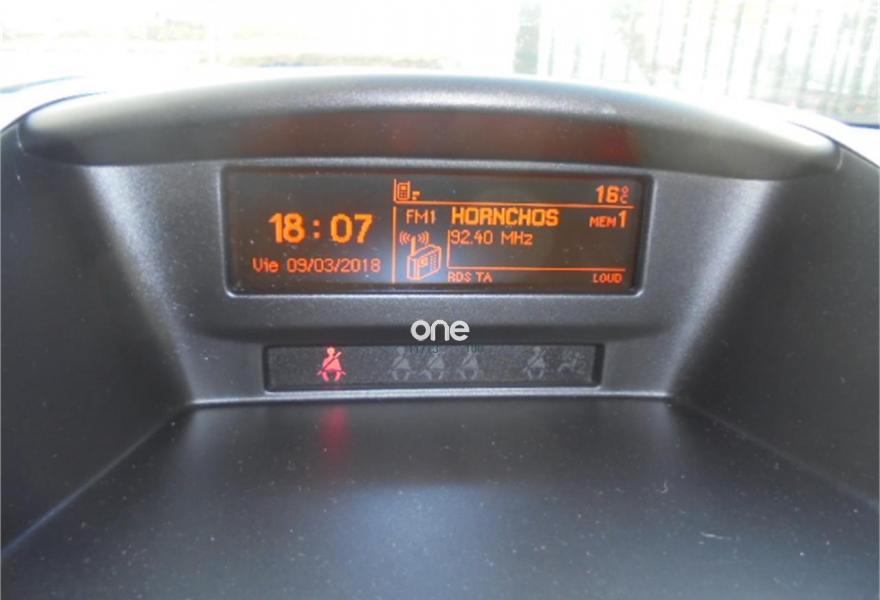 16°C
18:07
FM1 HORNCHOS MEM1
92.40 MHz
Vie 09/03/2018
RDS TA LOUD
one